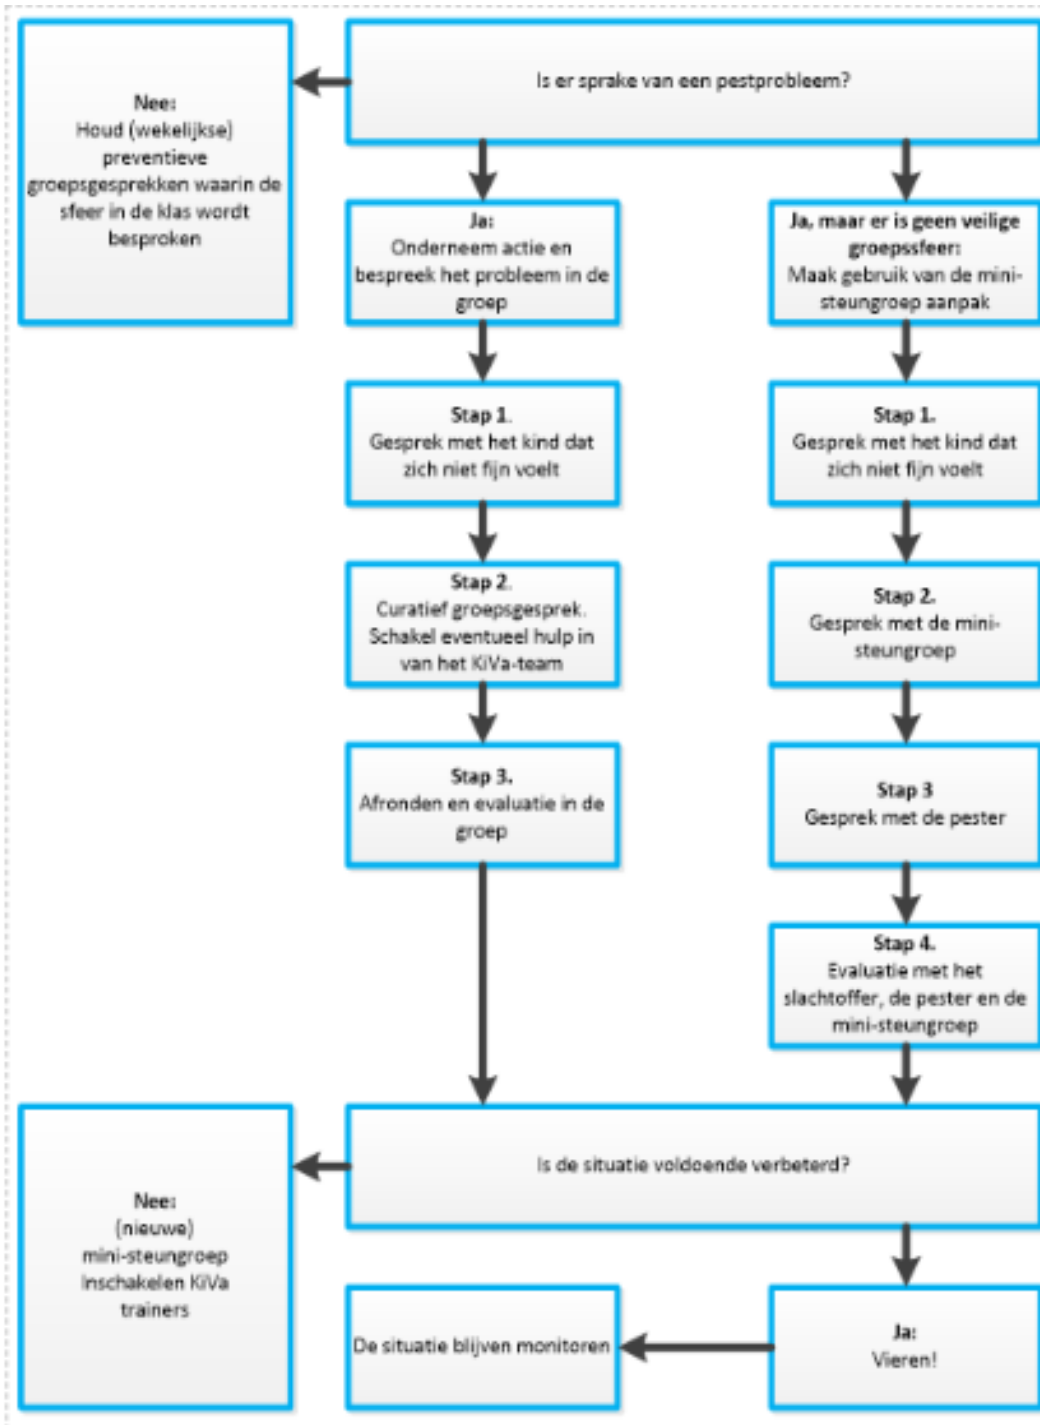 Is er sprake van een pestprobleem?
Nee:
Houd (wekelijkse)
preventieve
groepsgesprekken waarin de
sfeer in de klas wordt
besproken
Ja:
Onderneem actie en
bespreek het probleem in de
groep
Ja, maar er is geen veilige
groepssfeer:
Maak gebruik van de mini-
steungroep aanpak
Stap 1.
Gesprek met het kind dat
zich niet fijn voelt
Stap 1.
Gesprek met het kind dat
zich niet fijn voelt
Stap 2.
Curatief groepsgesprek.
Schakel eventueel hulp in
van het KiVa-team
Stap 2.
Gesprek met de mini-
steungroep
Stap 3.
Afronden en evaluatie in de
groep
Stap 3
Gesprek met de pester
Stap 4.
Evaluatie met het
slachtoffer, de pester en de
mini-steungroep
Is de situatie voldoende verbeterd?
Nee:
(nieuwe)
mini-steungroep
Inschakelen KiVa
trainers
Ja:
Vieren!
De situatie blijven monitoren